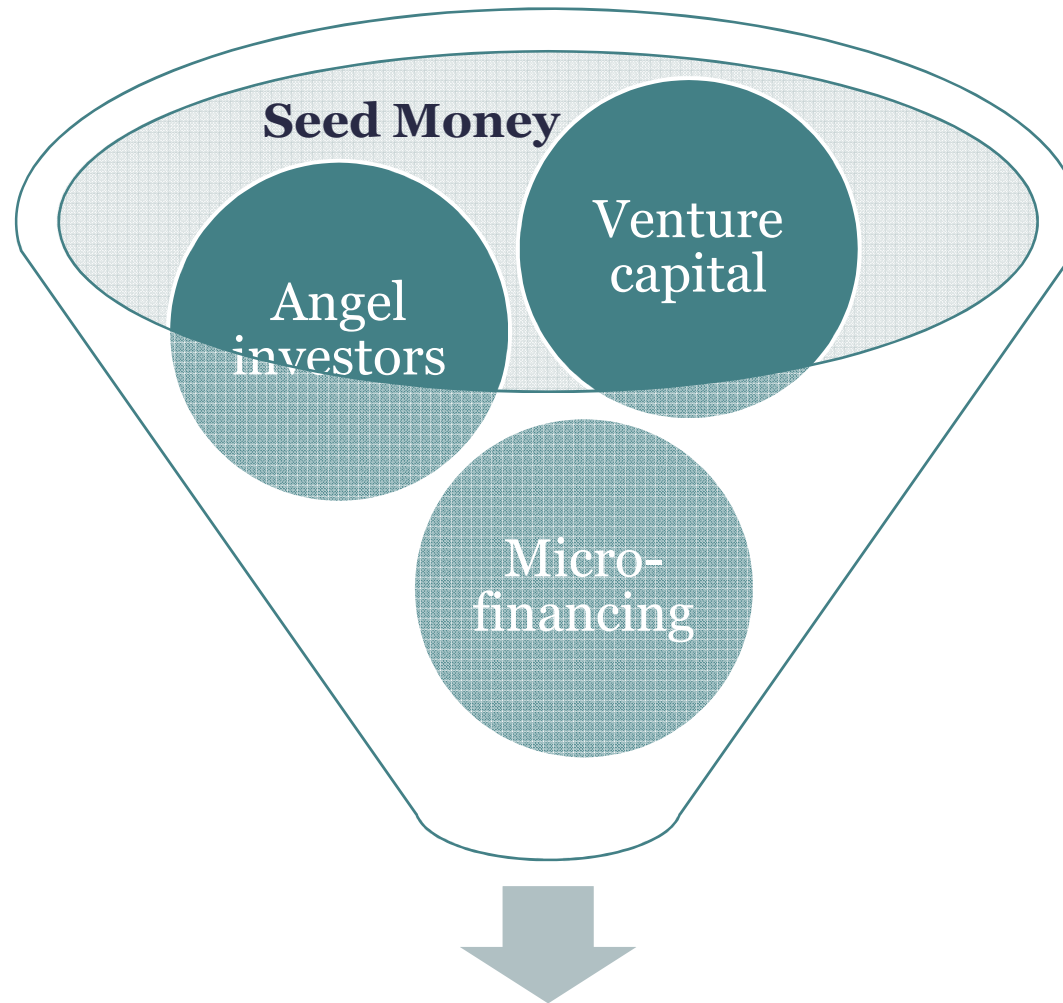 Seed Money
Venture
capital
Angel
investors
Micro-
financing